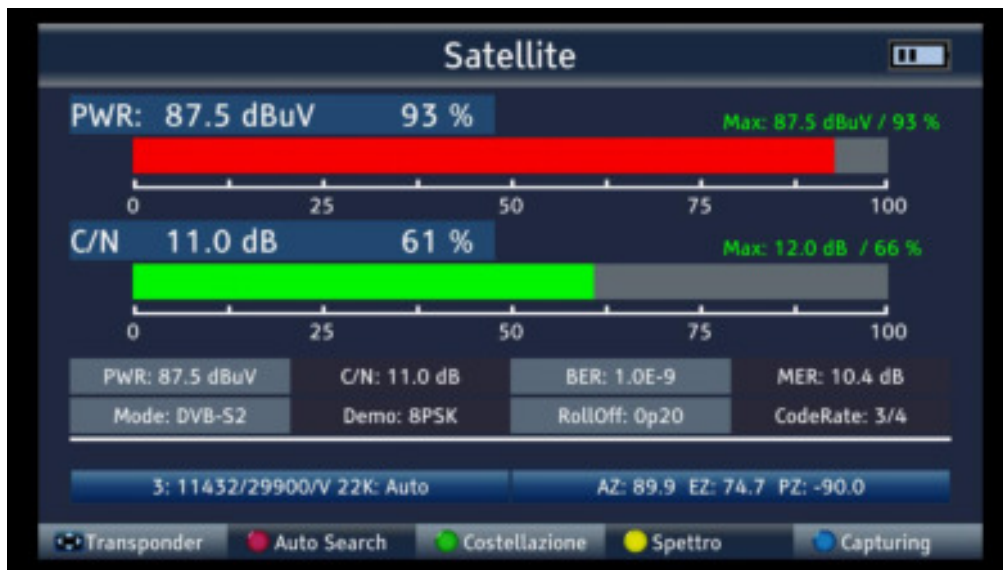 Satellite
PWR: 87.5 dBuV 93 %
Max: 87.5 dBuV / 93 %
0 25 50 75 100
C/N 11.0 dB 61 %
Max: 12.0 dB / 66 %
0 25 50 75 100
PWR: 87.5 dBuV C/N: 11.0 dB BER: 1.0E-9 MER: 10.4 dB
Mode: DVB-S2 Demo: 8PSK RollOff: 0p20 CodeRate: 3/4
3: 11432/29900/V 22K: Auto AZ: 89.9 EZ: 74.7 PZ: -90.0
Transponder Auto Search Costellazione Spettro Capturing